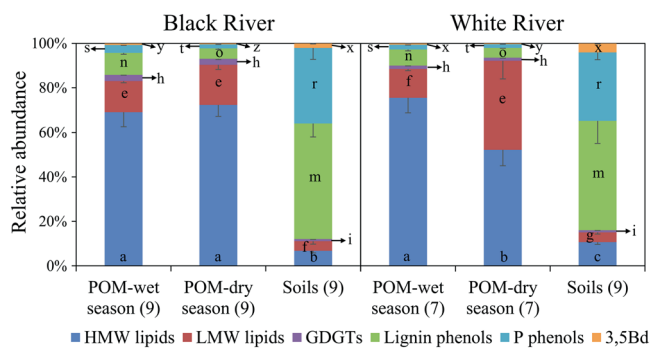 Black River White River
100% 80% 60% 40% 20% 0%
Relative abundance
s y n h e a
t z o h e a
x r m i f b
s x n h f a
t y o h e b
x r m i g c
POM-wet season (9)
POM-dry season (9)
Soils (9)
POM-wet season (7)
POM-dry season (7)
Soils (9)
HMW lipids LMW lipids GDGTs Lignin phenols P phenols 3,5Bd